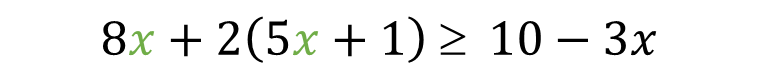 8x + 2(5x + 1) ≥ 10 − 3x